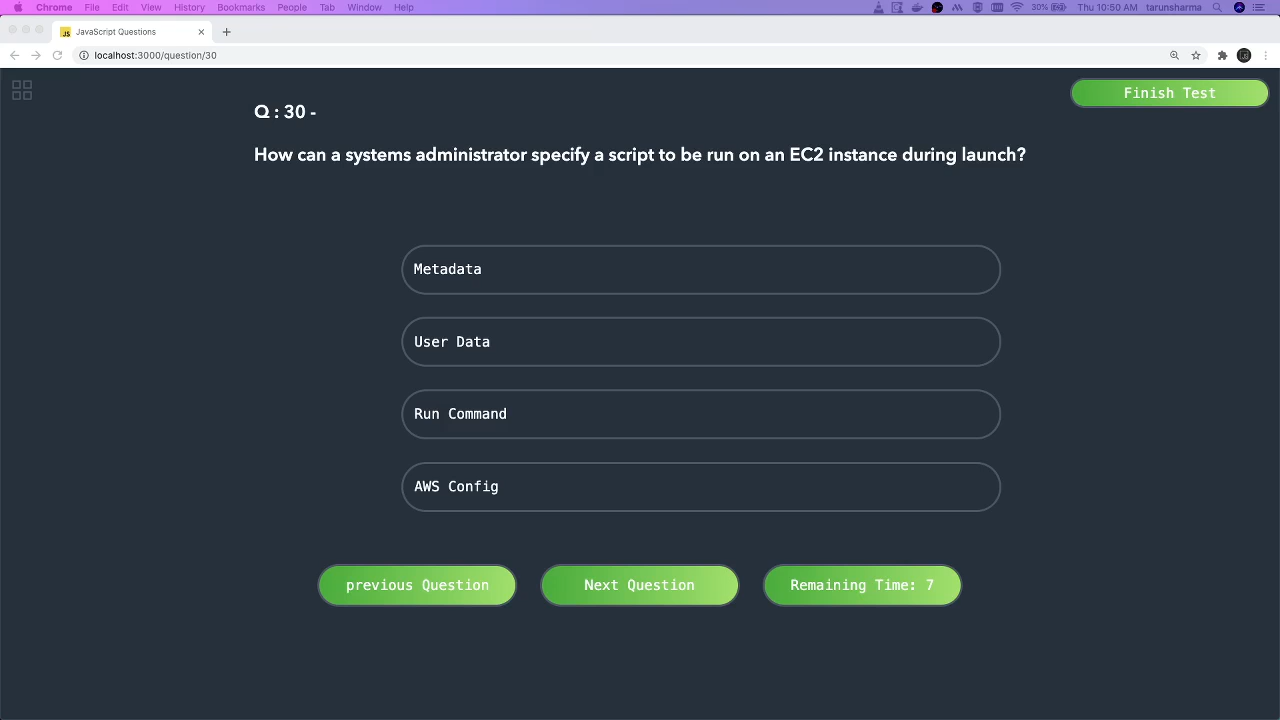 Chrome File Edit View History Bookmarks People Tab Window Help 30% Thu 10:50 AM tarunsharma
JS JavaScript Questions
localhost:3000/question/30
Finish Test
Q : 30 -
How can a systems administrator specify a script to be run on an EC2 instance during launch?
Metadata
User Data
Run Command
AWS Config
previous Question Next Question Remaining Time: 7